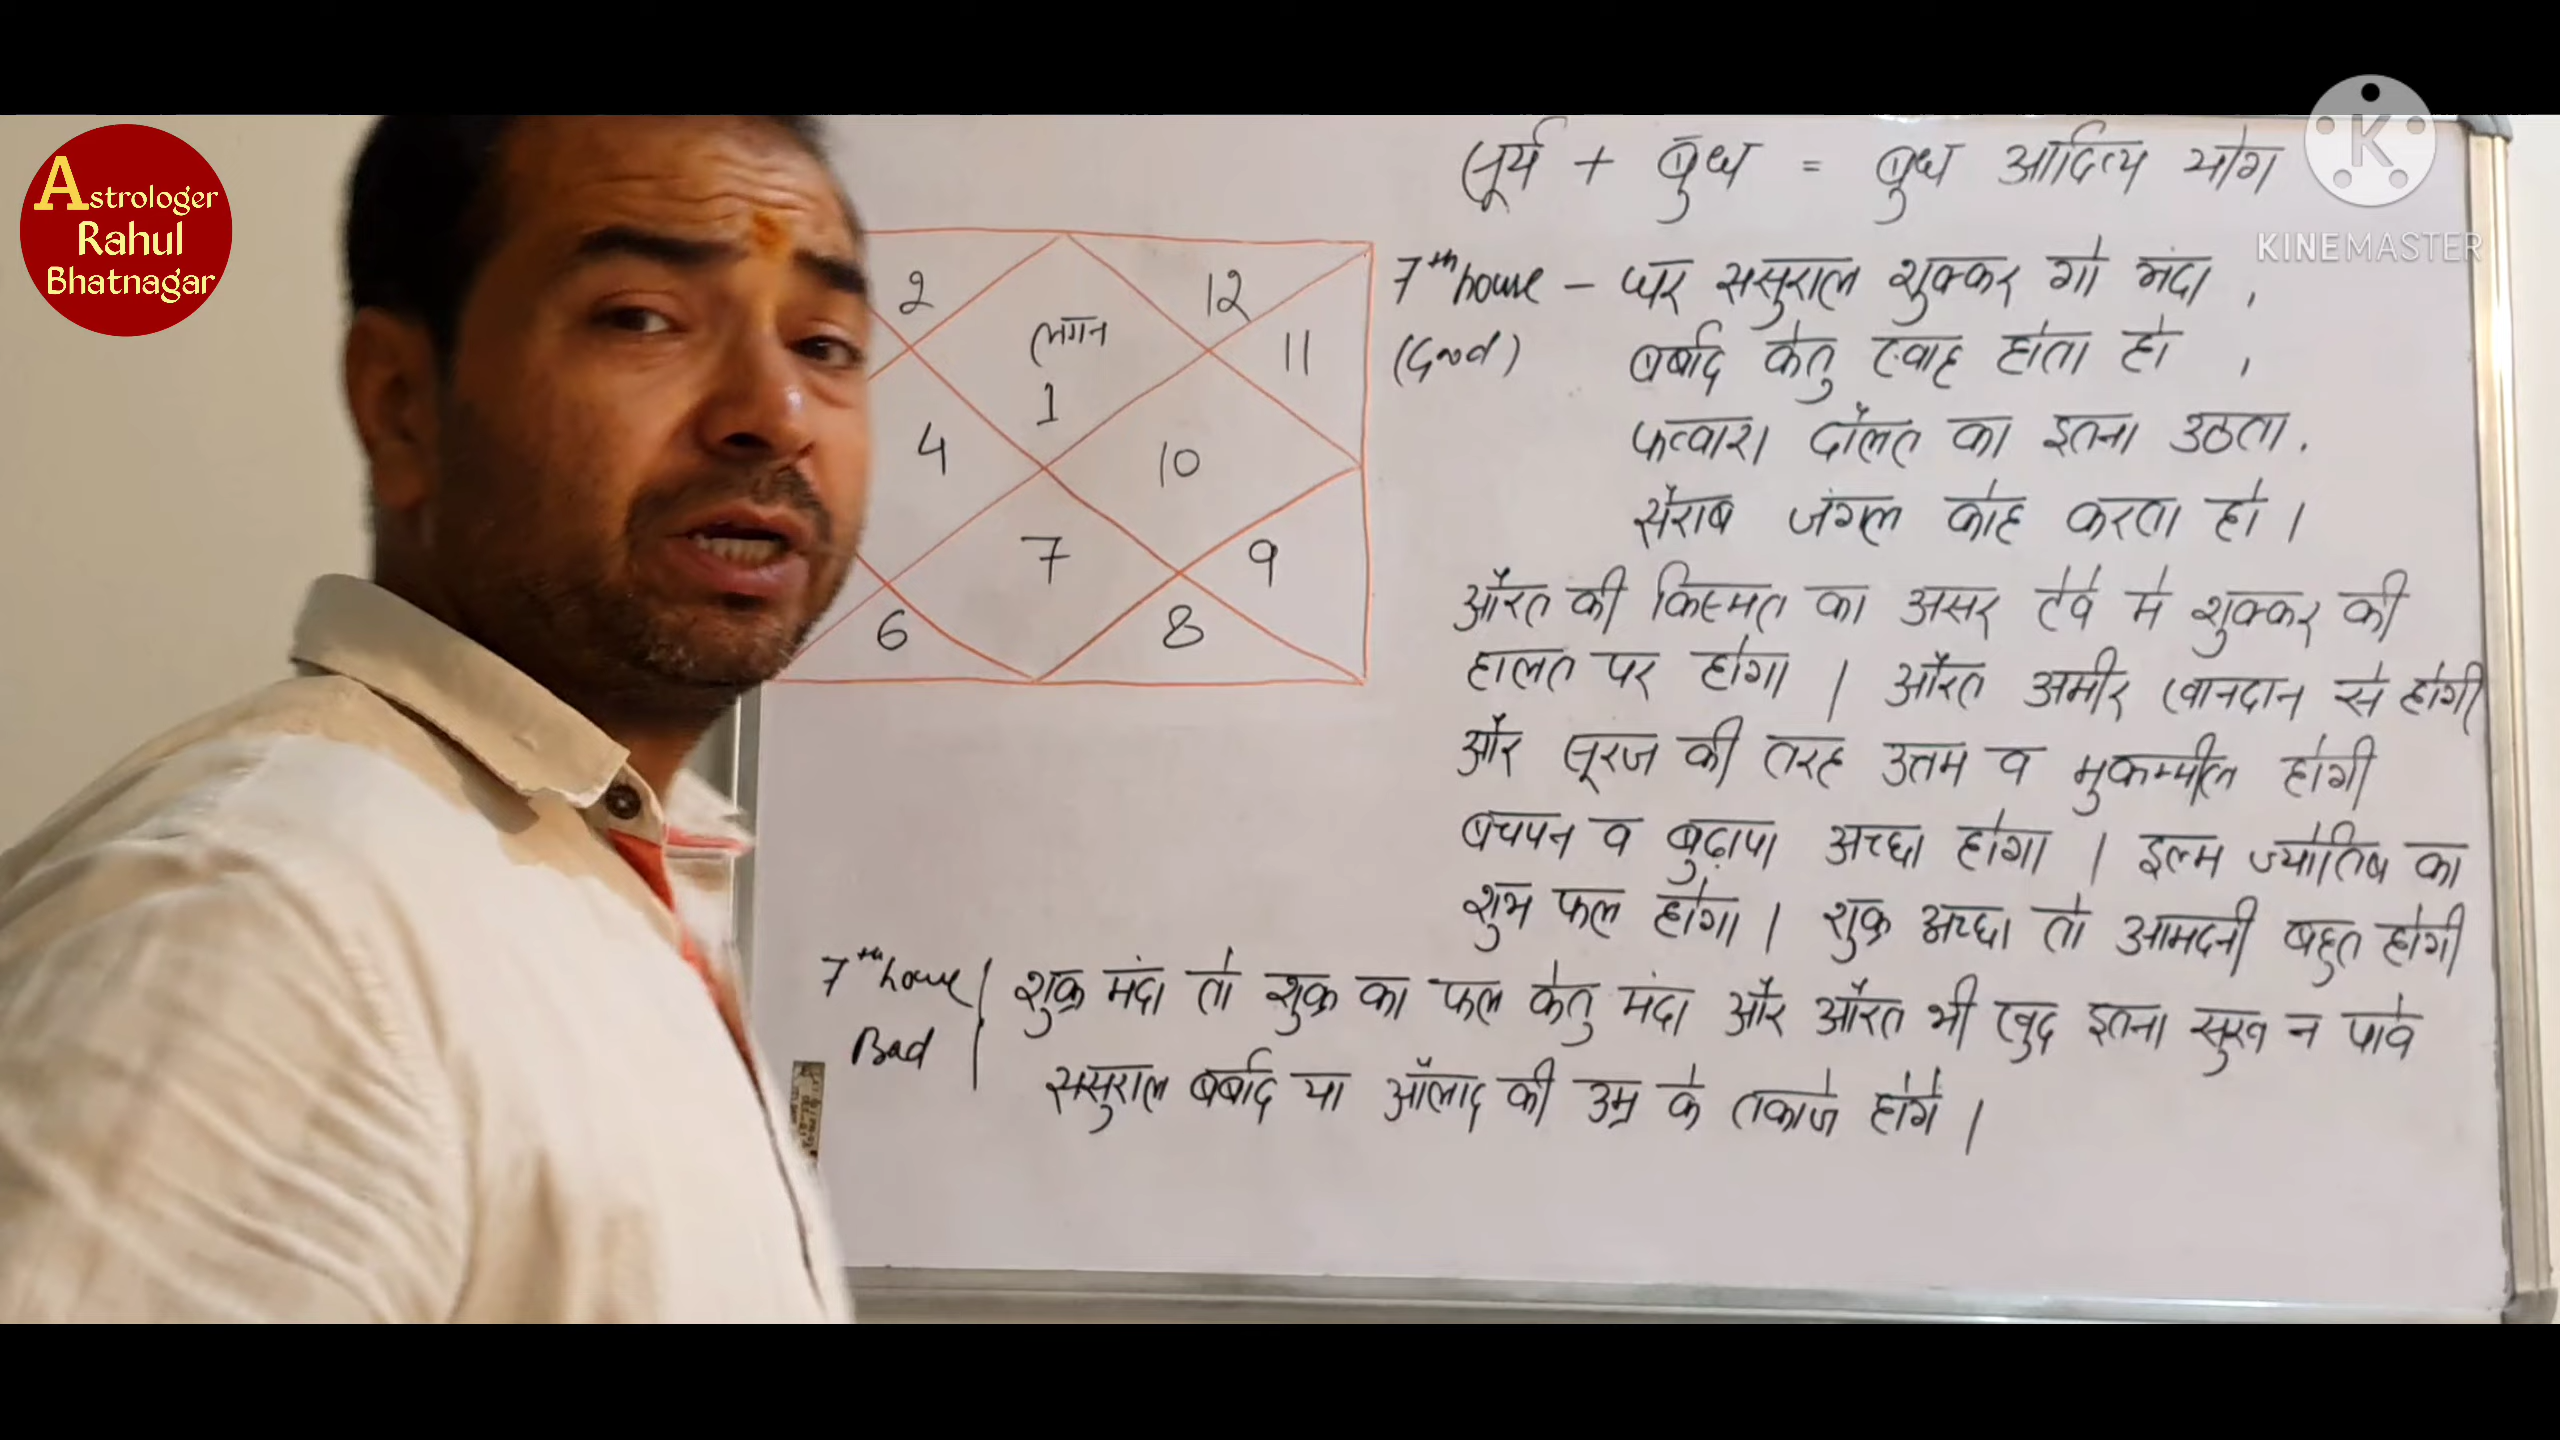 Astrologer
Rahul
Bhatnagar
K
KINEMASTER
सूर्य + बुध = बुध आदित्य योग
2
12
लगन
1
11
4
10
7
9
6
8
7th house - घर ससुराल शुक्कर गो मंदा ,
(Good) बर्बाद केतु स्वाह होता हो ,
फव्वारा दौलत का इतना उठता .
सैराब जंगल कोह करता हो ।
औरत की किस्मत का असर टेवे मे शुक्कर की
हालत पर होगा । औरत अमीर खानदान से होगी
और सूरज की तरह उत्तम व मुकम्मील होगी
बचपन व बुढ़ापा अच्छा होगा । इल्म ज्योतिष का
शुभ फल होगा । शुक्र अच्छा तो आमदनी बहुत होगी
7th house शुक्र मंदा तो शुक्र का फल केतु मंदा और औरत भी खुद इतना सुख न पावे
Bad ससुराल बर्बाद या औलाद की उम्र के तकाजे होगे ।